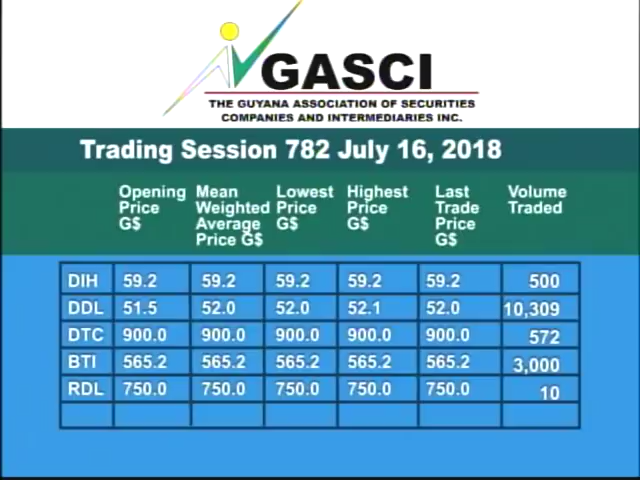 GASCI
THE GUYANA ASSOCIATION OF SECURITIES
COMPANIES AND INTERMEDIARIES INC.
Trading Session 782 July 16, 2018
Opening Price G$ Mean Weighted Average Price G$ Lowest Price G$ Highest Price G$ Last Trade Price G$ Volume Traded
DIH 59.2 59.2 59.2 59.2 59.2 500
DDL 51.5 52.0 52.0 52.1 52.0 10,309
DTC 900.0 900.0 900.0 900.0 900.0 572
BTI 565.2 565.2 565.2 565.2 565.2 3,000
RDL 750.0 750.0 750.0 750.0 750.0 10